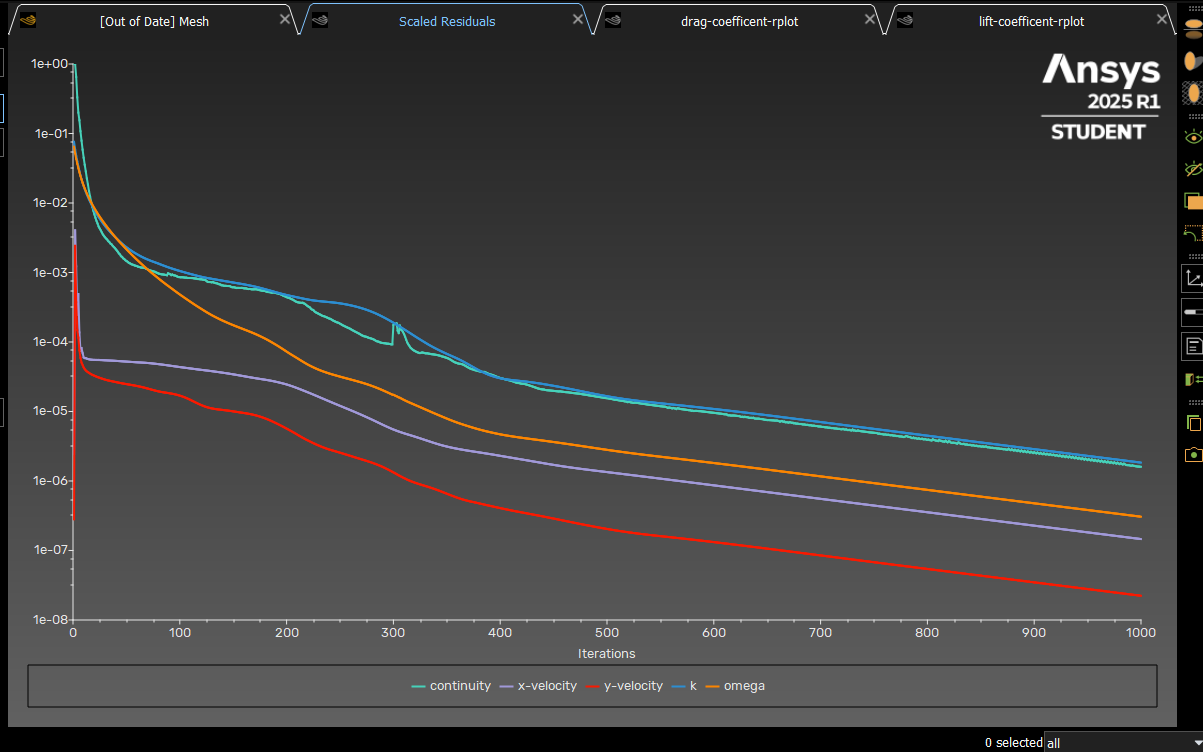 [Out of Date] Mesh
Scaled Residuals
drag-coefficent-rplot
lift-coefficent-rplot
Ansys
2025 R1
STUDENT
1e+00
1e-01
1e-02
1e-03
1e-04
1e-05
1e-06
1e-07
1e-08
0 100 200 300 400 500 600 700 800 900 1000
Iterations
continuity x-velocity y-velocity k omega
0 selected all